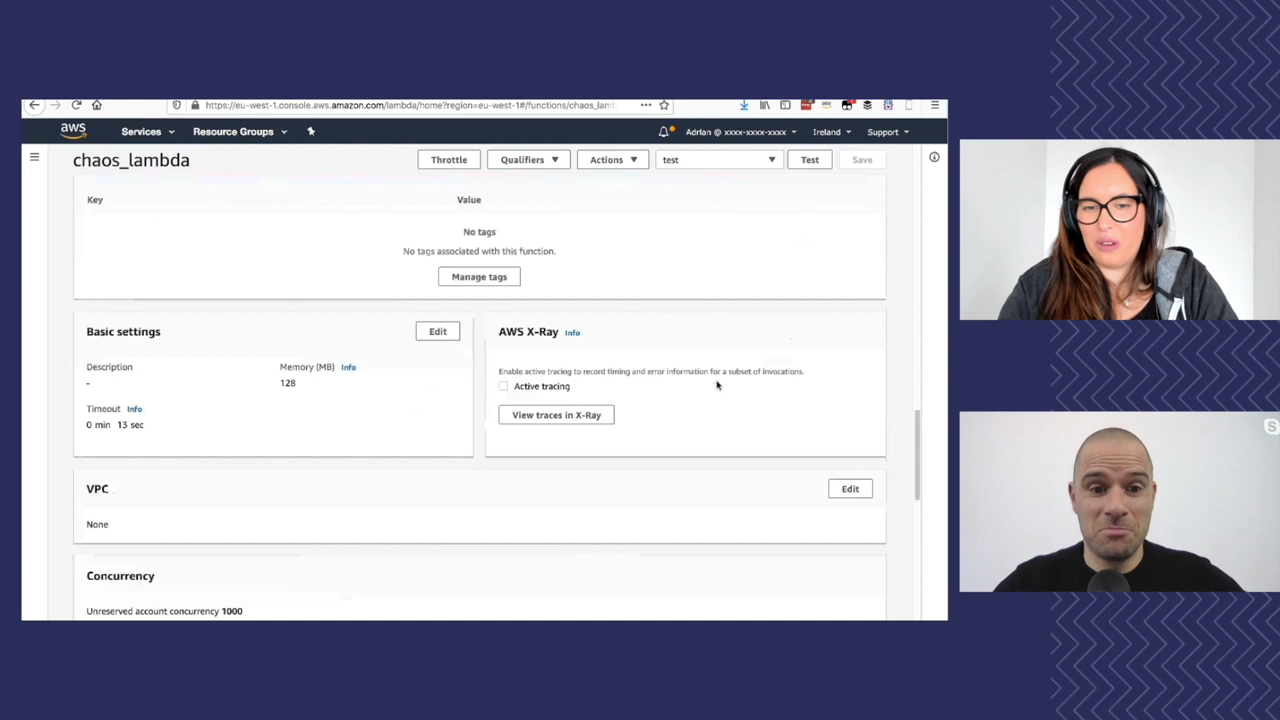 https://eu-west-1.console.aws.amazon.com/lambda/home?region=eu-west-1#/functions/chaos_lam
aws Services Resource Groups Adrian @ xxxx-xxxx-xxxx Ireland Support
chaos_lambda Throttle Qualifiers Actions test Test Save
Key Value
No tags
No tags associated with this function.
Manage tags
Basic settings Edit AWS X-Ray Info
Description Memory (MB) Info
- 128
Enable active tracing to record timing and error information for a subset of invocations.
Active tracing
Timeout Info
0 min 13 sec
View traces in X-Ray
VPC Edit
None
Concurrency
Unreserved account concurrency 1000